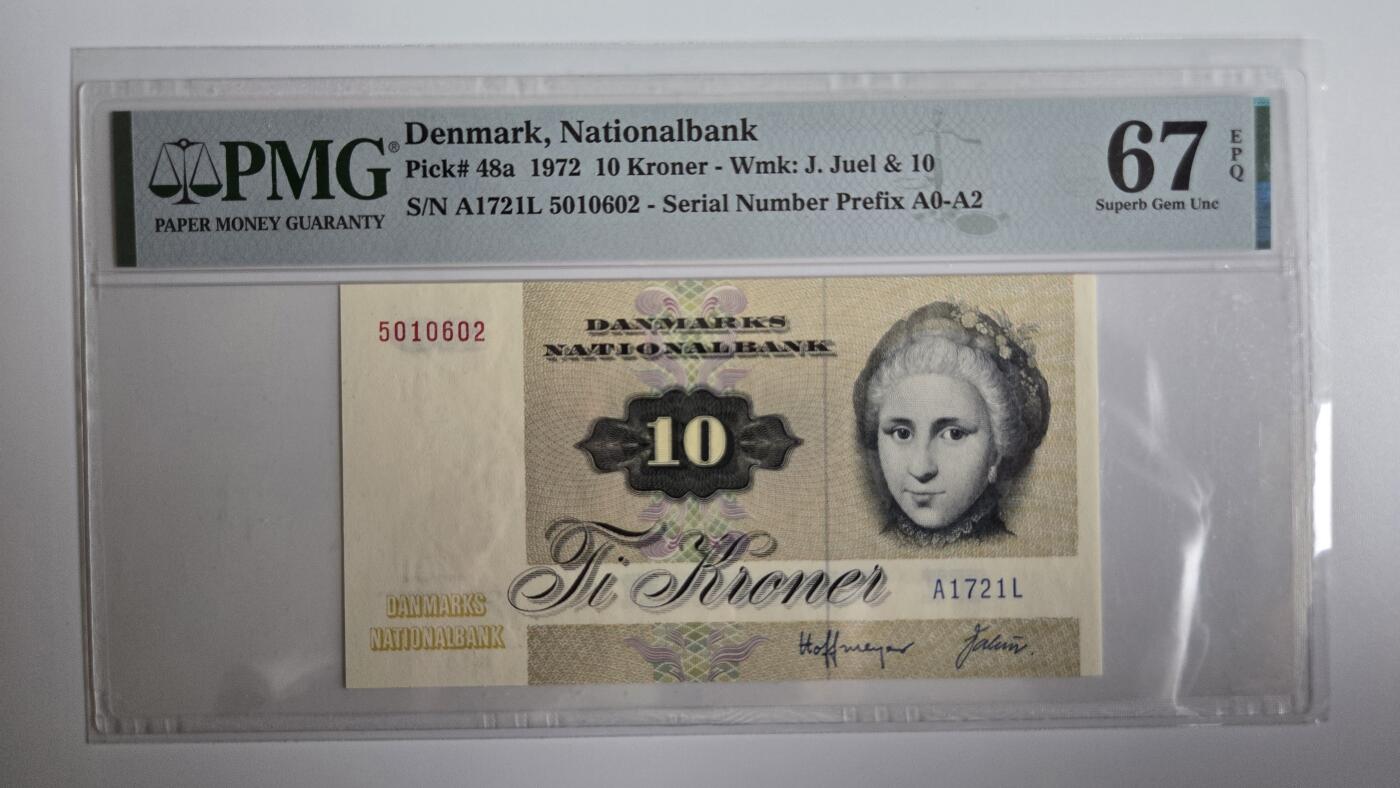 PMG®
PAPER MONEY GUARANTY
Denmark, Nationalbank
Pick# 48a 1972 10 Kroner - Wmk: J. Juel & 10
S/N A1721L 5010602 - Serial Number Prefix A0-A2
67
EPQ
Superb Gem Unc
5010602
DANMARKS
NATIONALBANK
10
Ti Kroner
A1721L
DANMARKS
NATIONALBANK
Hoffmeyer